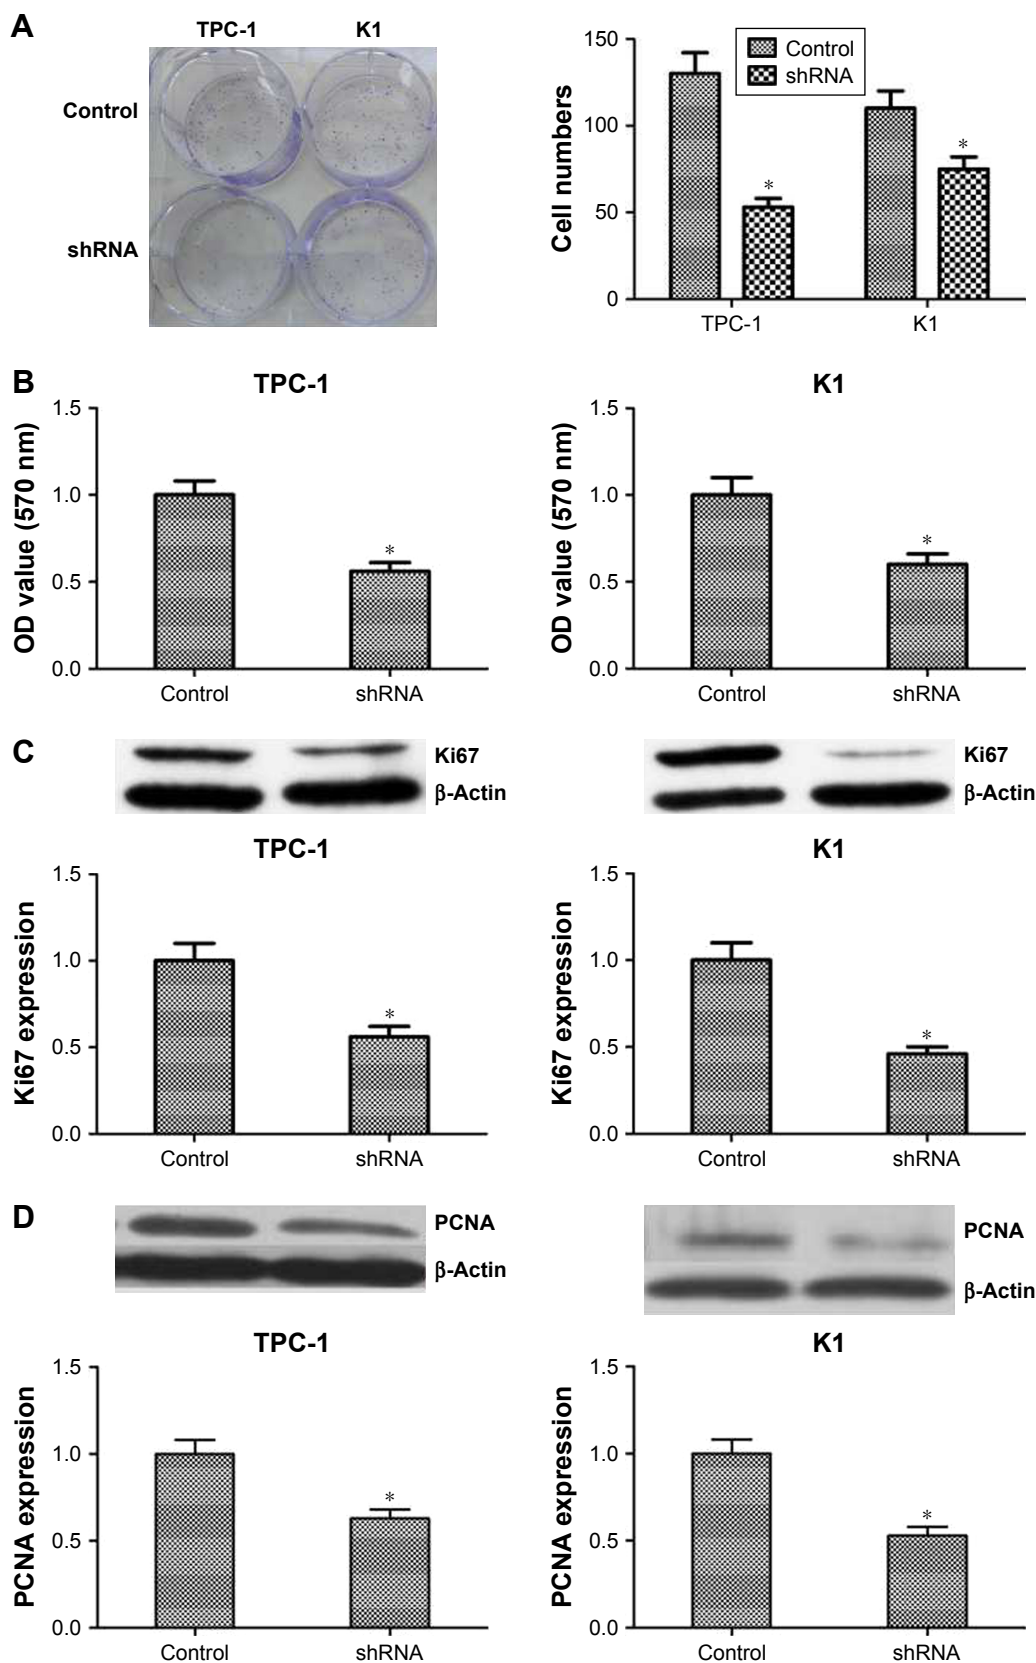 A
TPC-1 K1
Control
shRNA
Cell numbers
150
100
50
0
Control
shRNA
*
*
TPC-1 K1
B
TPC-1
OD value (570 nm)
1.5
1.0
0.5
0.0
*
Control shRNA
K1
OD value (570 nm)
1.5
1.0
0.5
0.0
*
Control shRNA
C
Ki67
β-Actin
Ki67
β-Actin
TPC-1
Ki67 expression
1.5
1.0
0.5
0.0
*
Control shRNA
K1
Ki67 expression
1.5
1.0
0.5
0.0
*
Control shRNA
D
PCNA
β-Actin
PCNA
β-Actin
TPC-1
PCNA expression
1.5
1.0
0.5
0.0
*
Control shRNA
K1
PCNA expression
1.5
1.0
0.5
0.0
*
Control shRNA